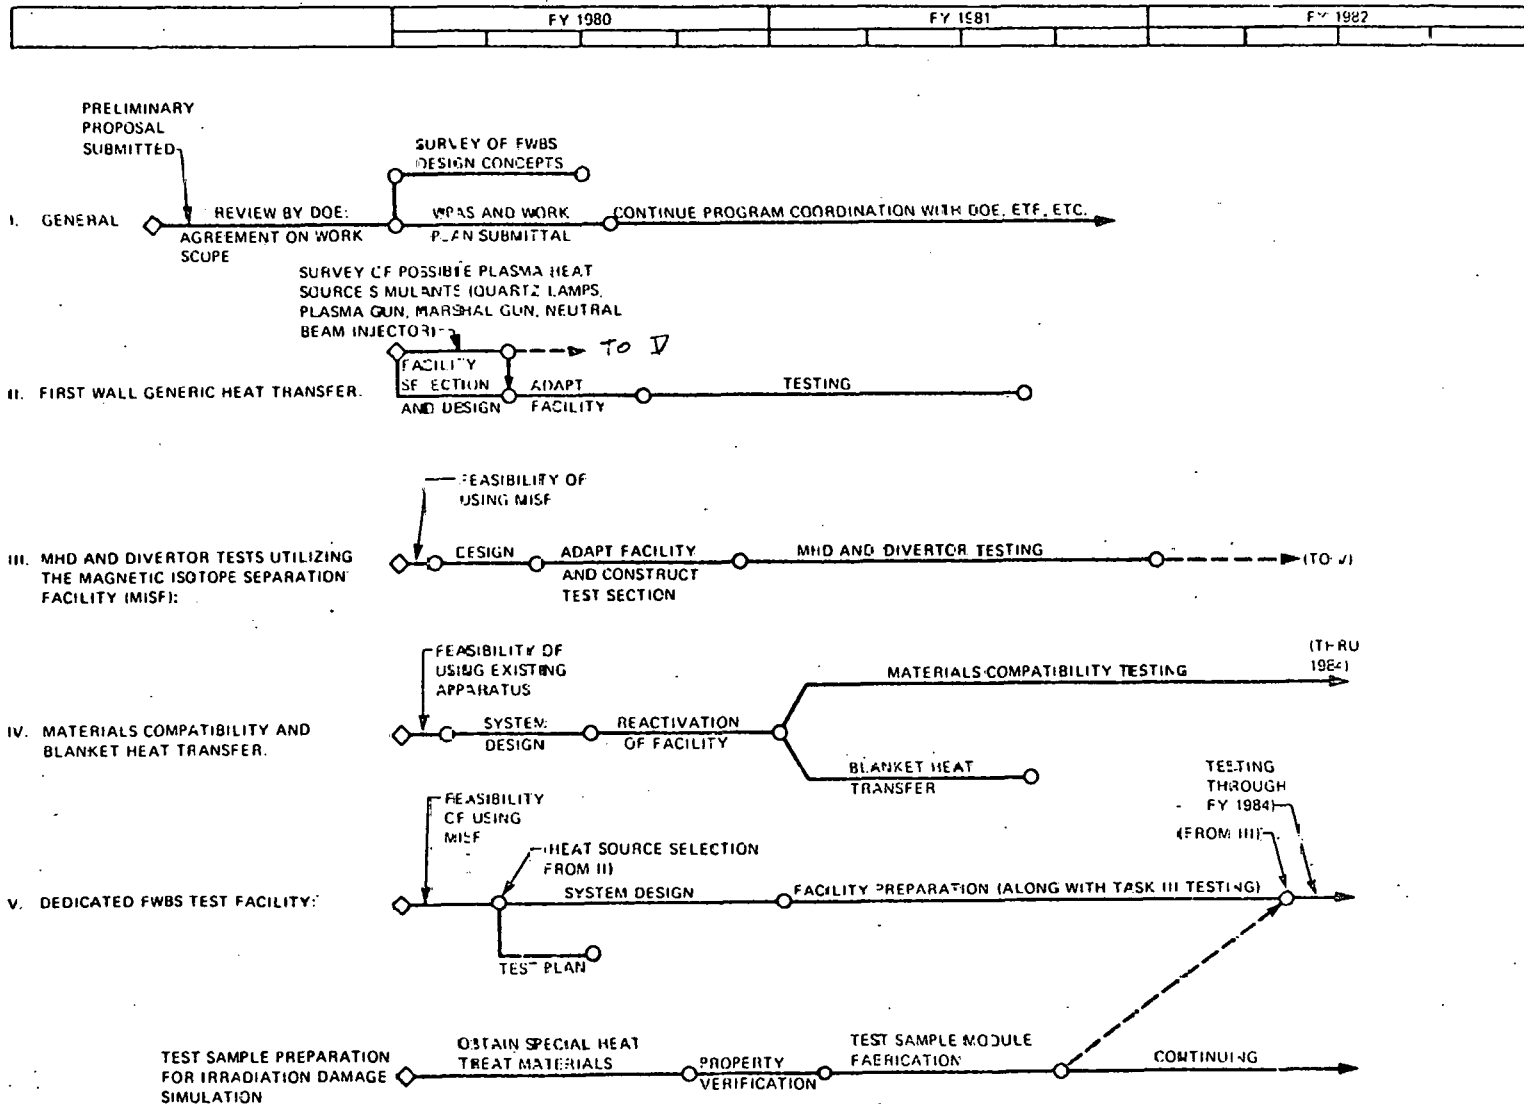 FY 1980
FY 1981
FY 1982
PRELIMINARY
PROPOSAL
SUBMITTED
SURVEY OF FWBS
DESIGN CONCEPTS
I. GENERAL
REVIEW BY DOE:
AGREEMENT ON WORK
SCOPE
WPAS AND WORK
PLAN SUBMITTAL
CONTINUE PROGRAM COORDINATION WITH DOE, ETF, ETC.
SURVEY OF POSSIBLE PLASMA HEAT
SOURCE SIMULANTS (QUARTZ LAMPS,
PLASMA GUN, MARSHAL GUN, NEUTRAL
BEAM INJECTOR)
TO V
II. FIRST WALL GENERIC HEAT TRANSFER.
FACILITY
SELECTION
AND DESIGN
ADAPT
FACILITY
TESTING
FEASIBILITY OF
USING MISF
III. MHD AND DIVERTOR TESTS UTILIZING
THE MAGNETIC ISOTOPE SEPARATION
FACILITY (MISF):
DESIGN
ADAPT FACILITY
AND CONSTRUCT
TEST SECTION
MHD AND DIVERTOR TESTING
(TO V)
FEASIBILITY OF
USING EXISTING
APPARATUS
MATERIALS COMPATIBILITY TESTING
(THRU
1984)
IV. MATERIALS COMPATIBILITY AND
BLANKET HEAT TRANSFER.
SYSTEM
DESIGN
REACTIVATION
OF FACILITY
BLANKET HEAT
TRANSFER
FEASIBILITY
OF USING
MISF
TESTING
THROUGH
FY 1984)
(FROM III)
(HEAT SOURCE SELECTION
FROM II)
V. DEDICATED FWBS TEST FACILITY:
SYSTEM DESIGN
FACILITY PREPARATION (ALONG WITH TASK III TESTING)
TEST PLAN
TEST SAMPLE PREPARATION
FOR IRRADIATION DAMAGE
SIMULATION
OBTAIN SPECIAL HEAT
TREAT MATERIALS
PROPERTY
VERIFICATION
TEST SAMPLE MODULE
FABRICATION
CONTINUING